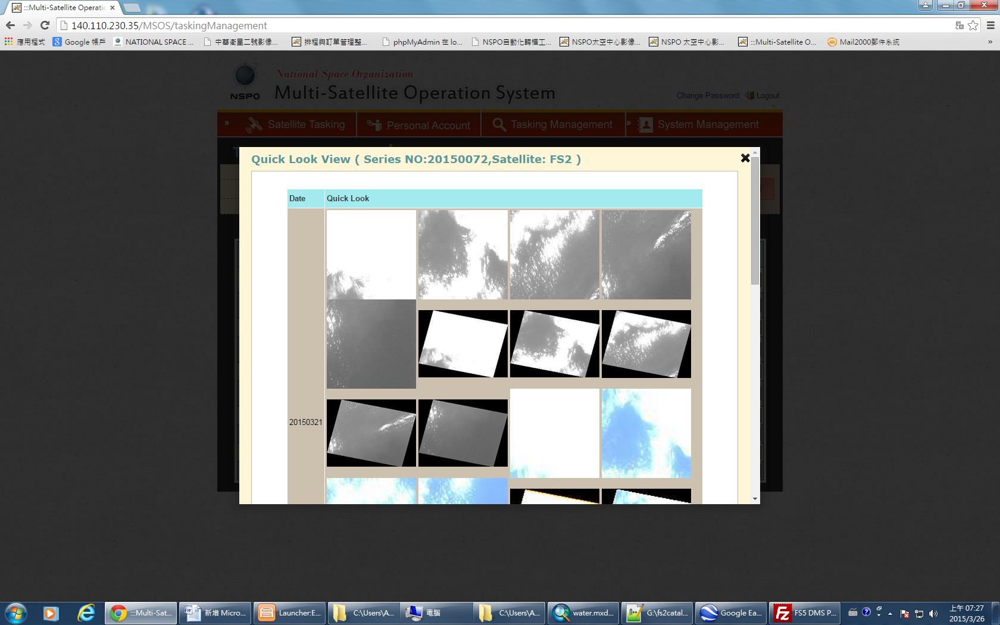 :::Multi-Satellite Operatio
140.110.230.35/MSOS/taskingManagement
應用程式
Google 帳戶
NATIONAL SPACE ...
中華衛星二號影像...
排程與訂單管理整...
phpMyAdmin 在 lo...
NSPO自動化轉檔工...
NSPO太空中心影像...
NSPO 太空中心影...
:::Multi-Satellite O...
Mail2000郵件系統
»
NSPO
National Space Organization
Multi-Satellite Operation System
Change Password
Logout
» Satellite Tasking
Personal Account
Tasking Management
» System Management
Quick Look View ( Series NO:20150072,Satellite: FS2 )
Date
Quick Look
20150321
:::Multi-Sat...
新增 Micro...
Launcher:E...
C:\Users\A...
電腦
C:\Users\A...
water.mxd...
G:\fs2catal...
Google Ea...
FS5 DMS P...
上午 07:27
2015/3/26